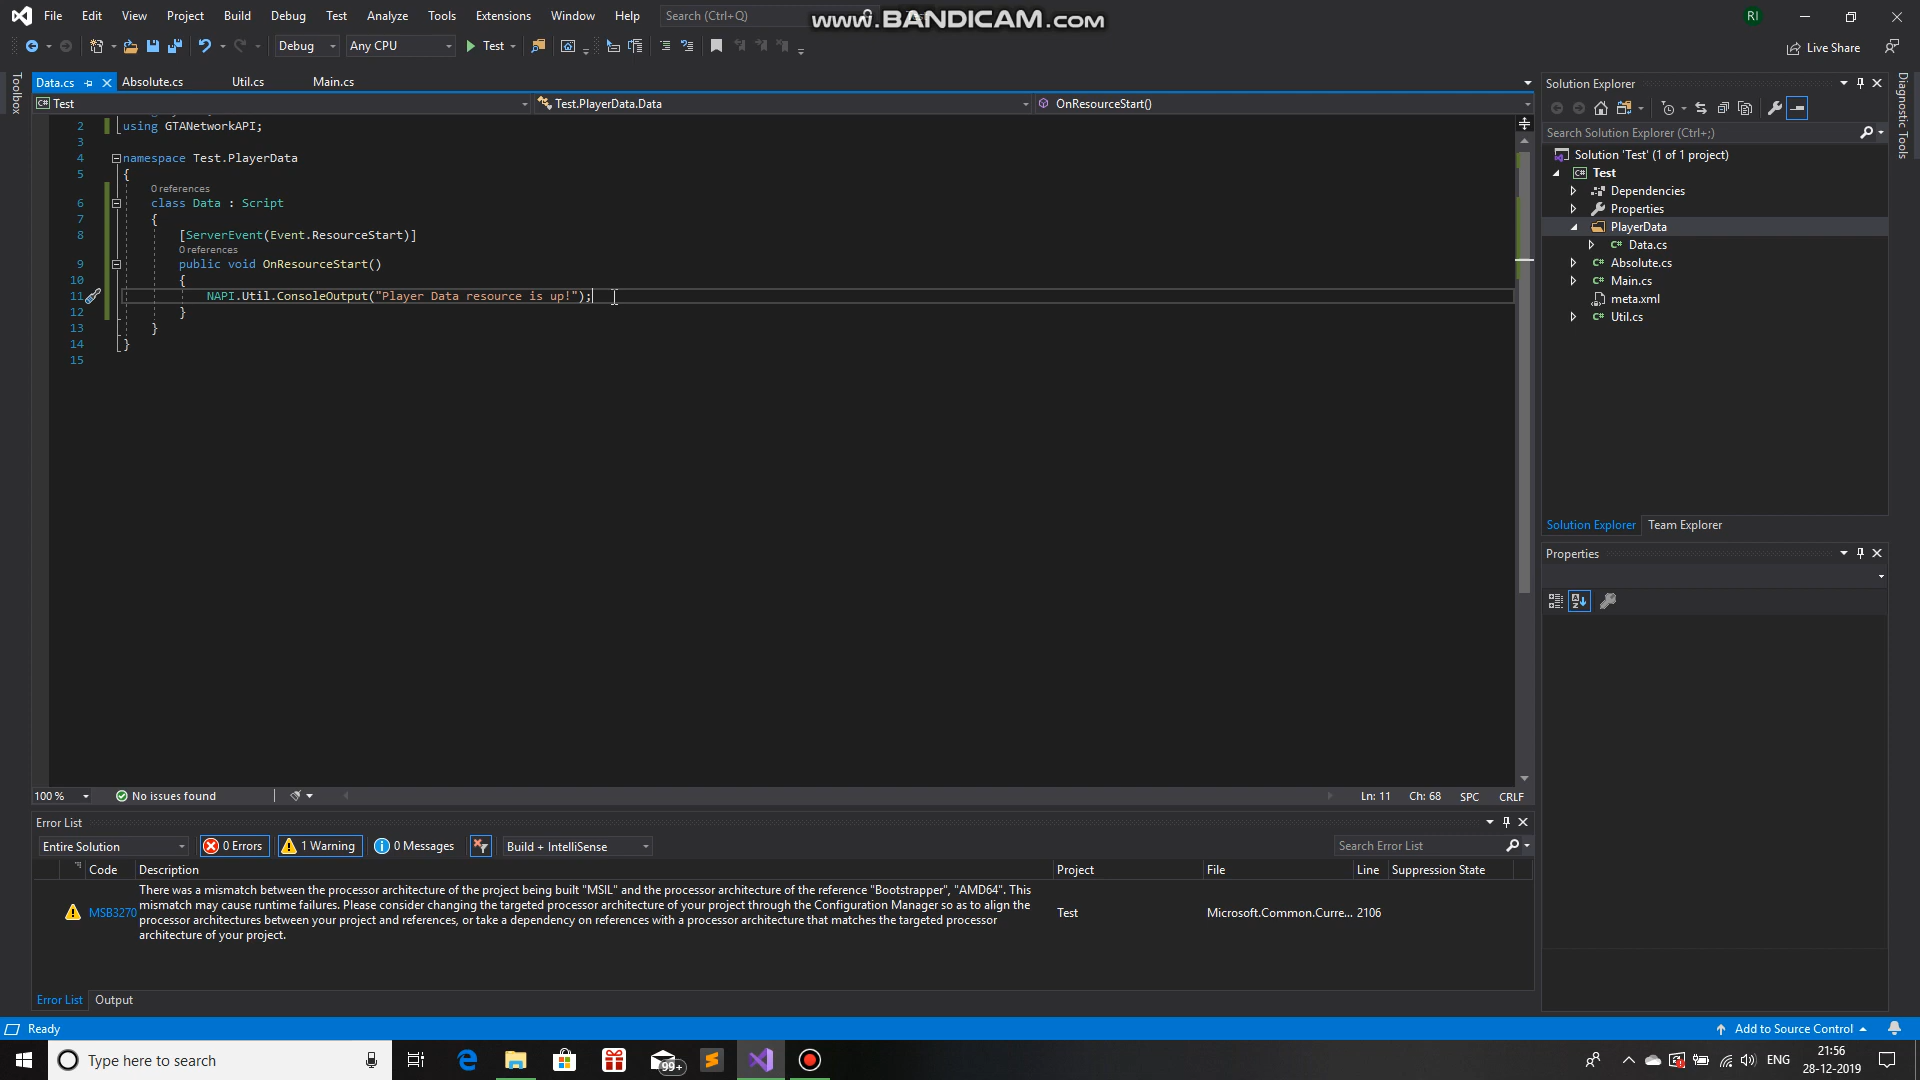 File Edit View Project Build Debug Test Analyze Tools Extensions Window Help Search (Ctrl+Q)
www.BANDICAM.com
RI
Debug Any CPU Test
Live Share
Toolbox
Data.cs Absolute.cs Util.cs Main.cs
Test Test.PlayerData.Data OnResourceStart()
2 using GTANetworkAPI;
3
4 namespace Test.PlayerData
5 {
0 references
6 class Data : Script
7 {
8 [ServerEvent(Event.ResourceStart)]
0 references
9 public void OnResourceStart()
10 {
11 NAPI.Util.ConsoleOutput("Player Data resource is up!");
12 }
13 }
14 }
15
100 % No issues found Ln: 11 Ch: 68 SPC CRLF
Solution Explorer
Search Solution Explorer (Ctrl+;)
Solution 'Test' (1 of 1 project)
C# Test
Dependencies
Properties
PlayerData
C# Data.cs
C# Absolute.cs
C# Main.cs
meta.xml
C# Util.cs
Solution Explorer Team Explorer
Properties
Diagnostic Tools
Error List
Entire Solution 0 Errors 1 Warning 0 Messages Build + IntelliSense Search Error List
Code Description Project File Line Suppression State
MSB3270 There was a mismatch between the processor architecture of the project being built "MSIL" and the processor architecture of the reference "Bootstrapper", "AMD64". This
mismatch may cause runtime failures. Please consider changing the targeted processor architecture of your project through the Configuration Manager so as to align the
processor architectures between your project and references, or take a dependency on references with a processor architecture that matches the targeted processor
architecture of your project.
Test Microsoft.Common.Curre... 2106
Error List Output
Ready Add to Source Control
Type here to search
99+
ENG
21:56
28-12-2019